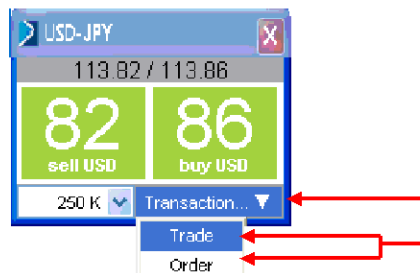 USD-JPY
113.82 / 113.86
82 86
sell USD buy USD
250 K Transaction...
Trade
Order